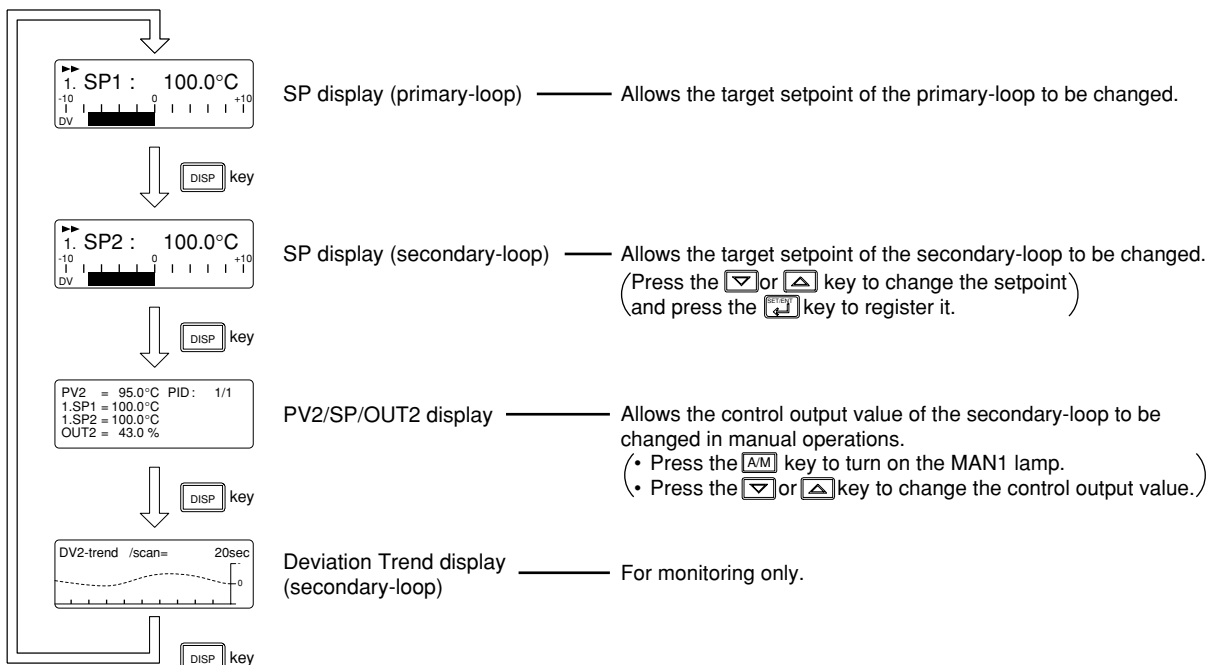 1. SP1 : 100.0°C
-10 0 +10
DV
SP display (primary-loop)
Allows the target setpoint of the primary-loop to be changed.
DISP key
1. SP2 : 100.0°C
-10 0 +10
DV
SP display (secondary-loop)
Allows the target setpoint of the secondary-loop to be changed.
(Press the ▽ or △ key to change the setpoint
and press the SET/ENT key to register it.)
DISP key
PV2 = 95.0°C PID : 1/1
1.SP1 = 100.0°C
1.SP2 = 100.0°C
OUT2 = 43.0 %
PV2/SP/OUT2 display
Allows the control output value of the secondary-loop to be
changed in manual operations.
(• Press the A/M key to turn on the MAN1 lamp.
• Press the ▽ or △ key to change the control output value.)
DISP key
DV2-trend /scan= 20sec
0
Deviation Trend display
(secondary-loop)
For monitoring only.
DISP key